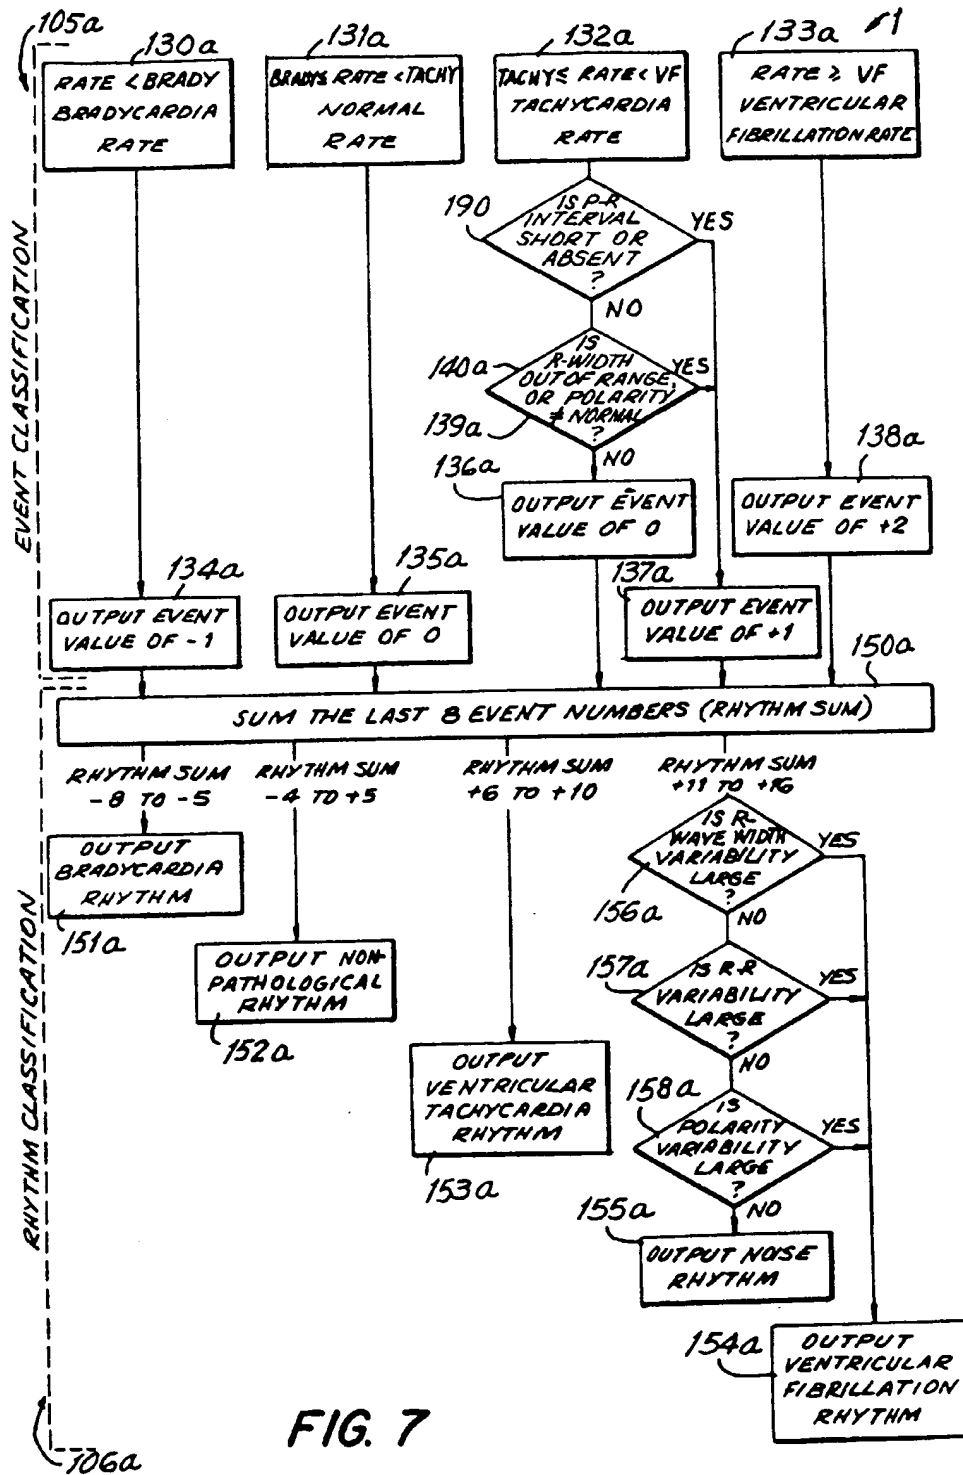 105a
130a
131a
132a
133a
1
RATE < BRADY
BRADYCARDIA
RATE
BRADY≤ RATE < TACHY
NORMAL
RATE
TACHY≤ RATE < VF
TACHYCARDIA
RATE
RATE ≥ VF
VENTRICULAR
FIBRILLATION RATE
EVENT CLASSIFICATION
190
IS P-R
INTERVAL
SHORT OR
ABSENT
?
YES
NO
140a
139a
IS
R-WIDTH
OUT OF RANGE,
OR POLARITY
≠ NORMAL
?
YES
NO
136a
OUTPUT EVENT
VALUE OF 0
138a
OUTPUT EVENT
VALUE OF +2
134a
OUTPUT EVENT
VALUE OF -1
135a
OUTPUT EVENT
VALUE OF 0
137a
OUTPUT EVENT
VALUE OF +1
150a
SUM THE LAST 8 EVENT NUMBERS (RHYTHM SUM)
RHYTHM CLASSIFICATION
RHYTHM SUM
-8 TO -5
RHYTHM SUM
-4 TO +5
RHYTHM SUM
+6 TO +10
RHYTHM SUM
+11 TO +16
OUTPUT
BRADYCARDIA
RHYTHM
151a
OUTPUT NON-
PATHOLOGICAL
RHYTHM
152a
OUTPUT
VENTRICULAR
TACHYCARDIA
RHYTHM
153a
IS R-
WAVE WIDTH
VARIABILITY
LARGE
?
YES
156a
NO
157a
IS R-R
VARIABILITY
LARGE
?
YES
NO
158a
IS
POLARITY
VARIABILITY
LARGE
?
YES
NO
155a
OUTPUT NOISE
RHYTHM
154a
OUTPUT
VENTRICULAR
FIBRILLATION
RHYTHM
FIG. 7
106a